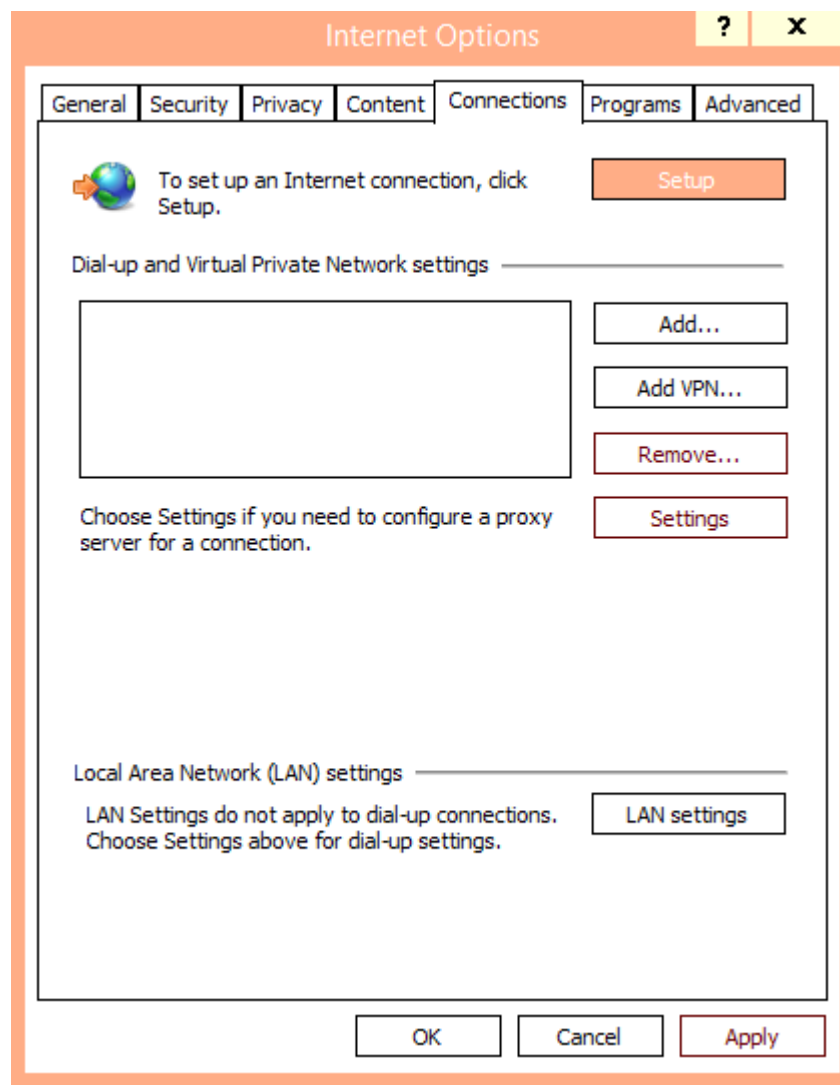 Internet Options
? x
General Security Privacy Content Connections Programs Advanced
To set up an Internet connection, click
Setup.
Setup
Dial-up and Virtual Private Network settings
Add...
Add VPN...
Remove...
Choose Settings if you need to configure a proxy
server for a connection.
Settings
Local Area Network (LAN) settings
LAN Settings do not apply to dial-up connections.
Choose Settings above for dial-up settings.
LAN settings
OK Cancel Apply